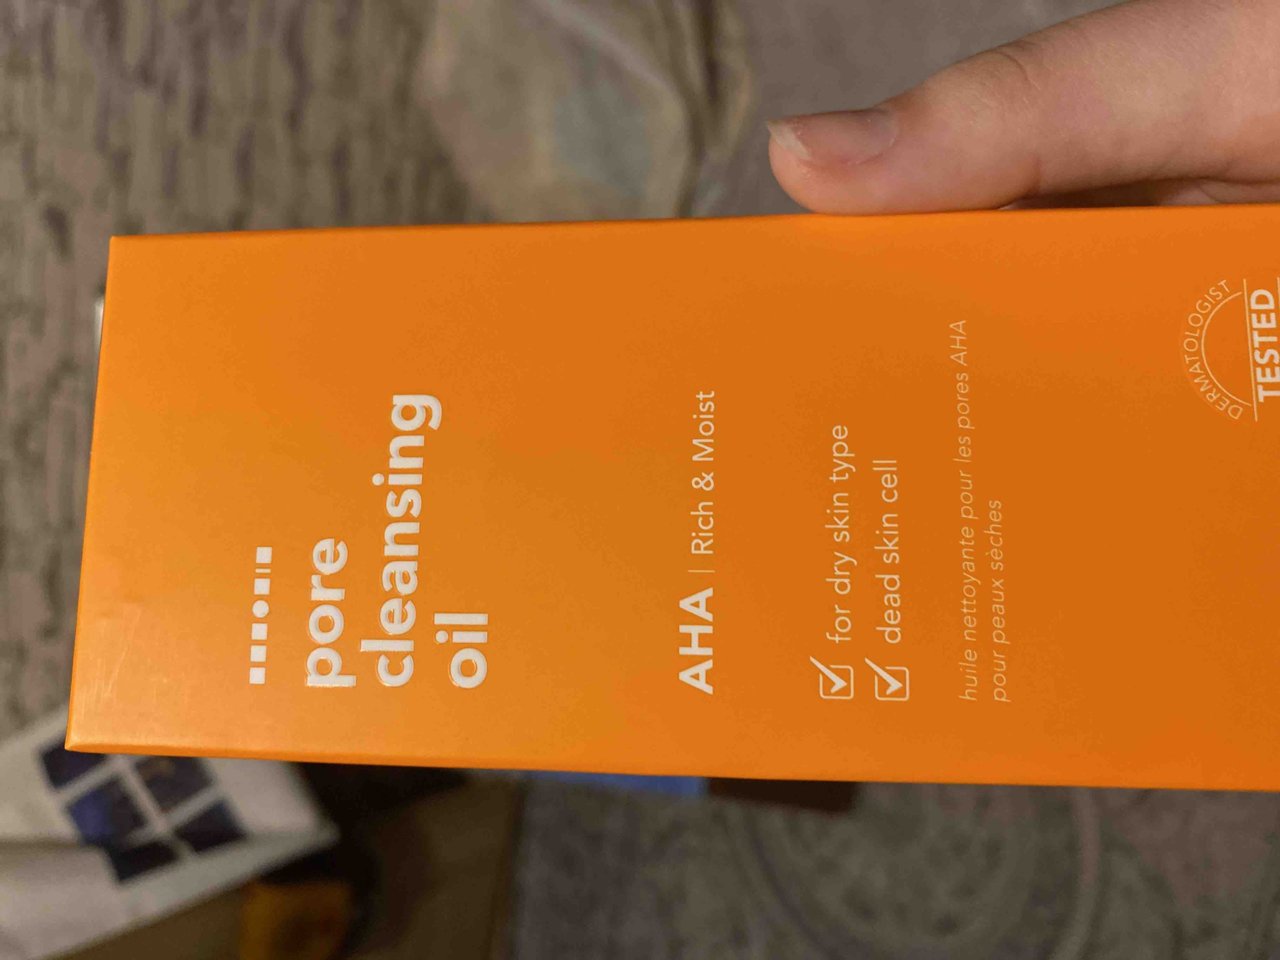 pore
cleansing
oil
AHA | Rich & Moist
for dry skin type
dead skin cell
huile nettoyante pour les pores AHA
pour peaux sèches
DERMATOLOGIST
TESTED